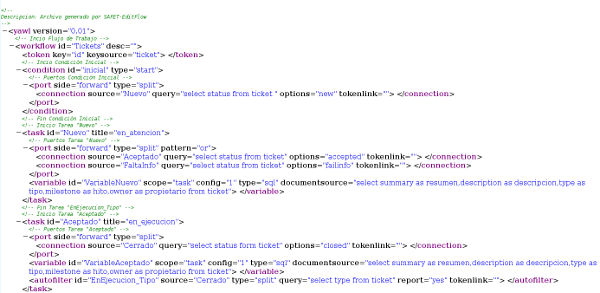 <!--
Descripcion: Archivo generado por SAFET-EditFlow
-->
−<yawl version="0.01">
<!-- Incio Flujo de Trabajo -->
−<workflow id="Tickets" desc="">
<token key="id" keysource="ticket"> </token>
<!-- Incio Condición Inicial -->
−<condition id="inicial" type="start">
<!-- Puertos Condición Inicial -->
−<port side="forward" type="split">
<connection source="Nuevo" query="select status from ticket " options="new" tokenlink=""> </connection>
</port>
</condition>
<!-- Fin Condición Inicial -->
<!-- Inicio Tarea "Nuevo" -->
−<task id="Nuevo" title="en_atencion">
<!-- Puertos Tarea "Nuevo" -->
−<port side="forward" type="split" pattern="or">
<connection source="Aceptado" query="select status from ticket" options="accepted" tokenlink=""> </connection>
<connection source="FaltaInfo" query="select status from ticket" options="failinfo" tokenlink=""> </connection>
</port>
<variable id="VariableNuevo" scope="task" config="1" type="sql" documentsource="select summary as resumen,description as descripcion,type as
tipo,milestone as hito,owner as propietario from ticket"> </variable>
</task>
<!-- Fin Tarea "EnEjecucion_Tipo" -->
<!-- Inicio Tarea "Aceptado" -->
−<task id="Aceptado" title="en_ejecucion">
<!-- Puertos Tarea "Aceptado" -->
−<port side="forward" type="split">
<connection source="Cerrado" query="select status form ticket" options="closed" tokenlink=""> </connection>
</port>
<variable id="VariableAceptado" scope="task" config="1" type="sql" documentsource="select summary as resumen,description as descripcion,type as
tipo,milestone as hito,owner as propietario from ticket"> </variable>
<autofilter id="EnEjecucion_Tipo" source="Cerrado" type="split" query="select type from ticket" report="yes" tokenlink=""> </autofilter>
</task>